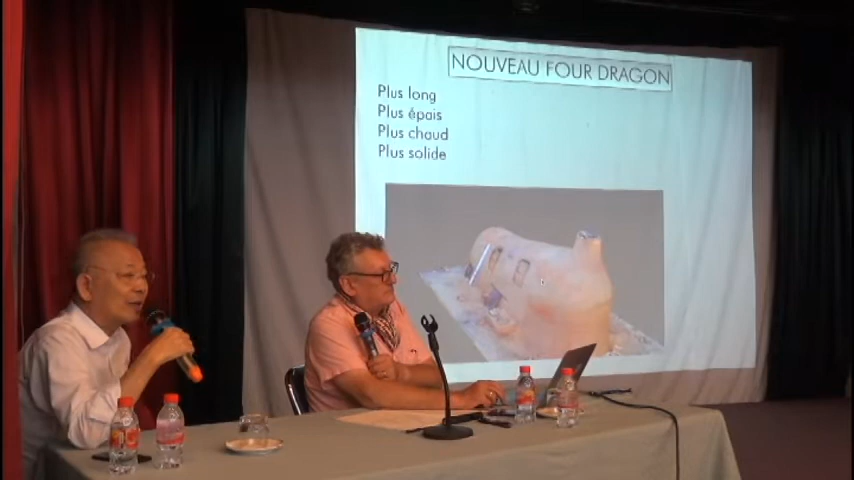 NOUVEAU FOUR DRAGON
Plus long
Plus épais
Plus chaud
Plus solide